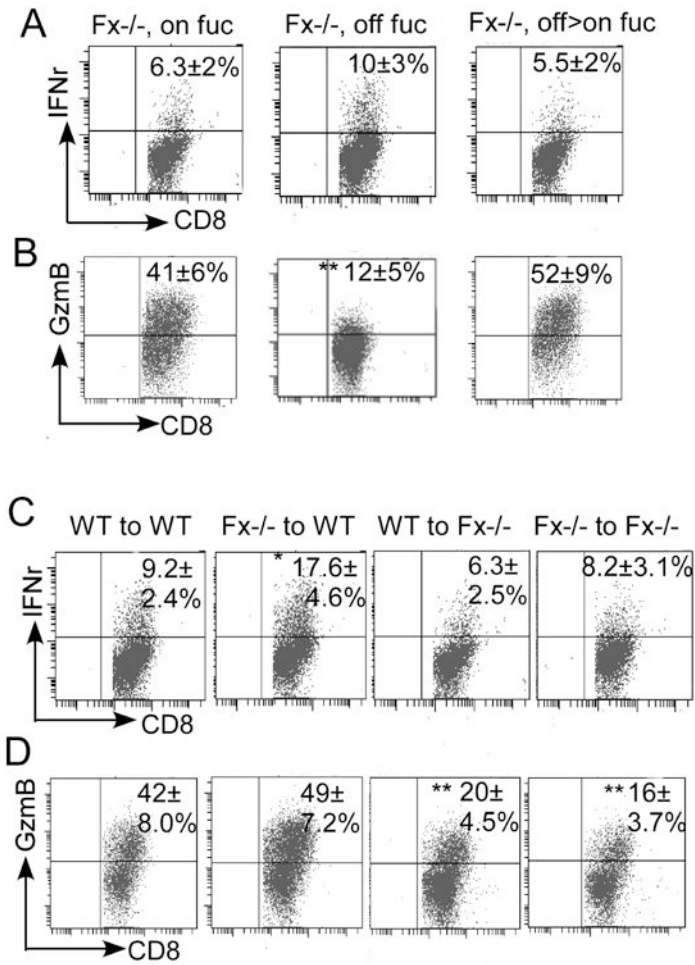 A
Fx-/-, on fuc
Fx-/-, off fuc
Fx-/-, off>on fuc
IFNr
6.3±2%
10±3%
5.5±2%
CD8
B
GzmB
41±6%
** 12±5%
52±9%
CD8
C
WT to WT
Fx-/- to WT
WT to Fx-/-
Fx-/- to Fx-/-
IFNr
9.2±
2.4%
* 17.6±
4.6%
6.3±
2.5%
8.2±3.1%
CD8
D
GzmB
42±
8.0%
49±
7.2%
** 20±
4.5%
** 16±
3.7%
CD8